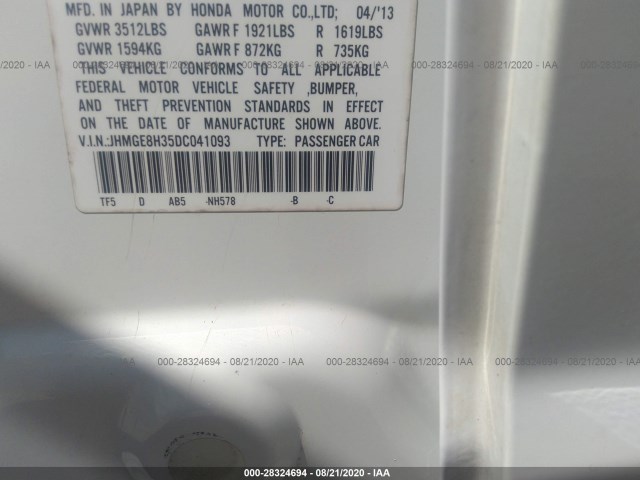 MFD. IN JAPAN BY HONDA MOTOR CO.,LTD; 04/'13
GVWR 3512LBS GAWR F 1921LBS R 1619LBS
GVWR 1594KG GAWR F 872KG R 735KG
THIS VEHICLE CONFORMS TO ALL APPLICABLE
FEDERAL MOTOR VEHICLE SAFETY ,BUMPER,
AND THEFT PREVENTION STANDARDS IN EFFECT
ON THE DATE OF MANUFACTURE SHOWN ABOVE.
V.I.N.:JHMGE8H35DC041093 TYPE: PASSENGER CAR
TF5 D AB5 -NH578 -B -C
000-28324694 - 08/21/2020 - IAA
000-28324694 - 08/21/2020 - IAA
000-28324694 - 08/21/2020 - IAA
000-28324694 - 08/21/2020 - IAA
000-28324694 - 08/21/2020 - IAA
000-28324694 - 08/21/2020 - IAA
000-28324694 - 08/21/2020 - IAA